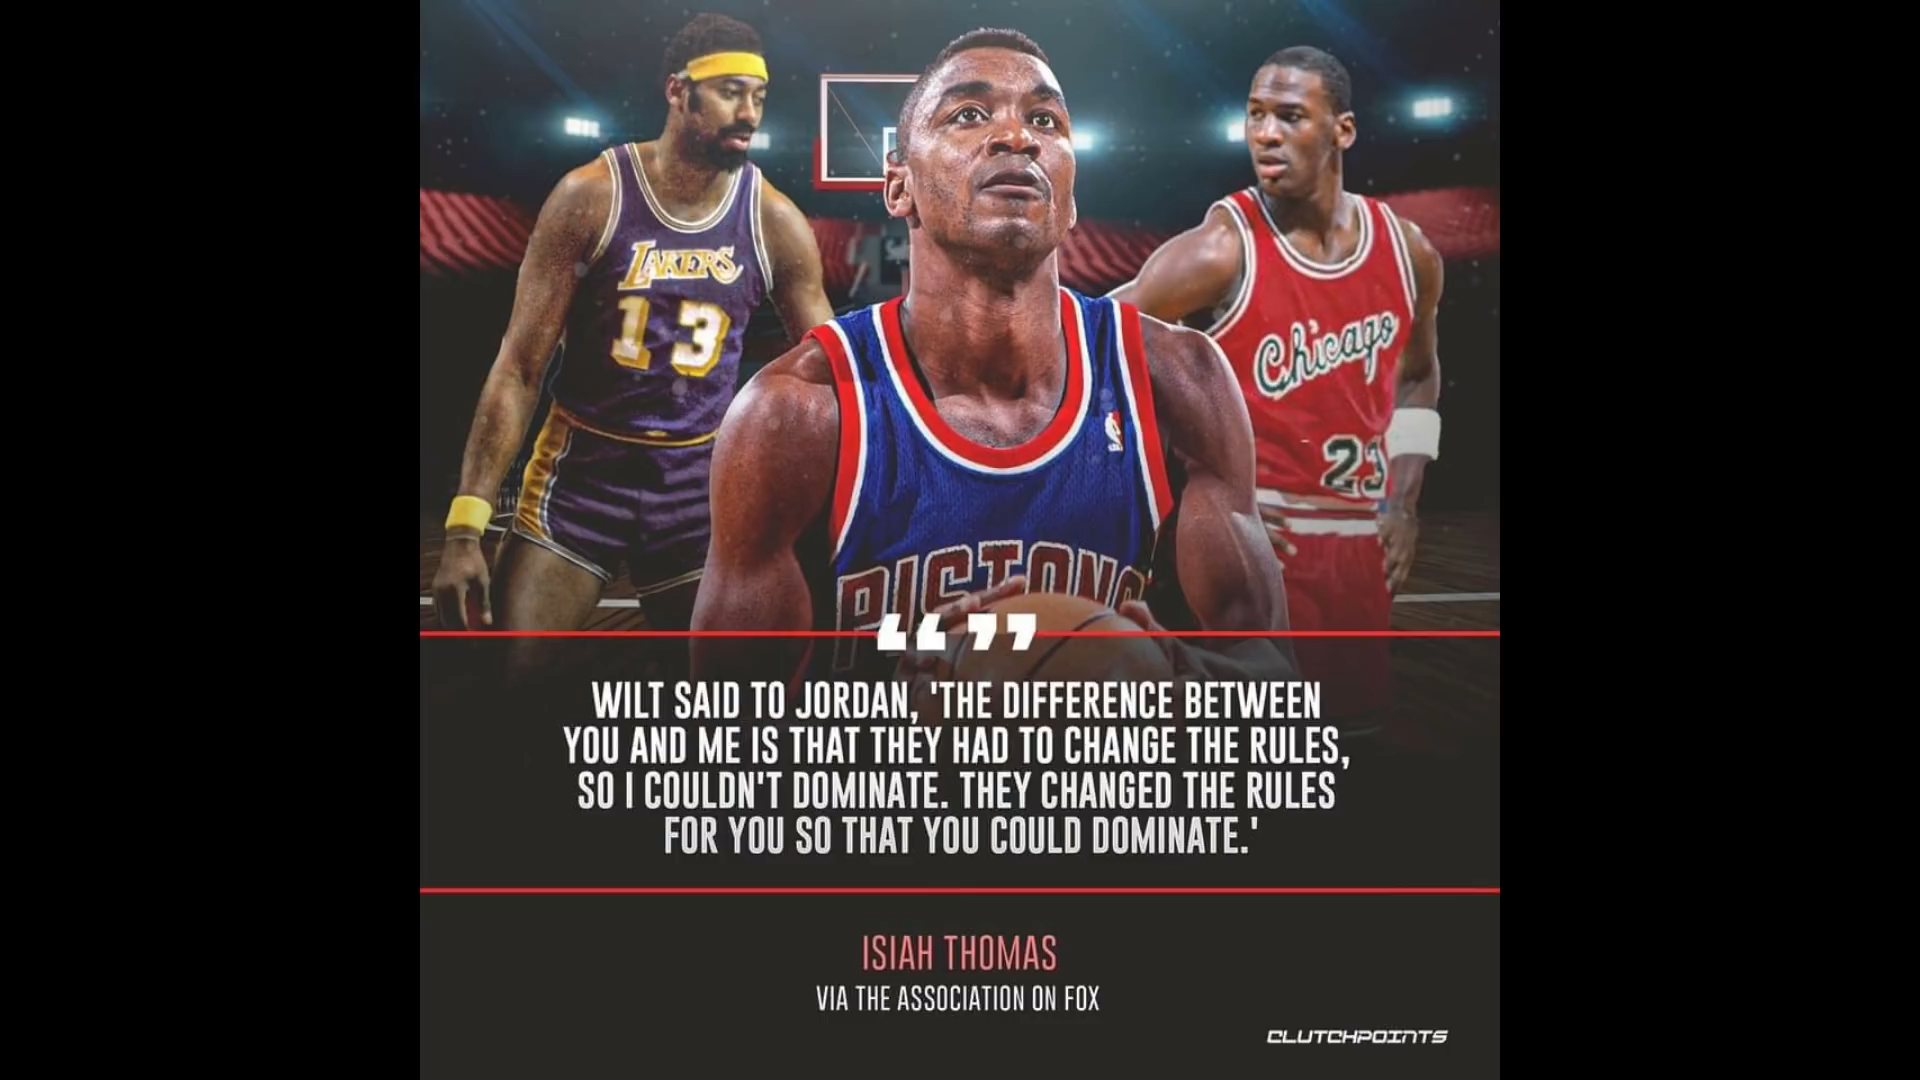 LAKERS
13
Chicago
23
PISTONS
WILT SAID TO JORDAN, 'THE DIFFERENCE BETWEEN
YOU AND ME IS THAT THEY HAD TO CHANGE THE RULES,
SO I COULDN'T DOMINATE. THEY CHANGED THE RULES
FOR YOU SO THAT YOU COULD DOMINATE.'
ISIAH THOMAS
VIA THE ASSOCIATION ON FOX
CLUTCHPOINTS